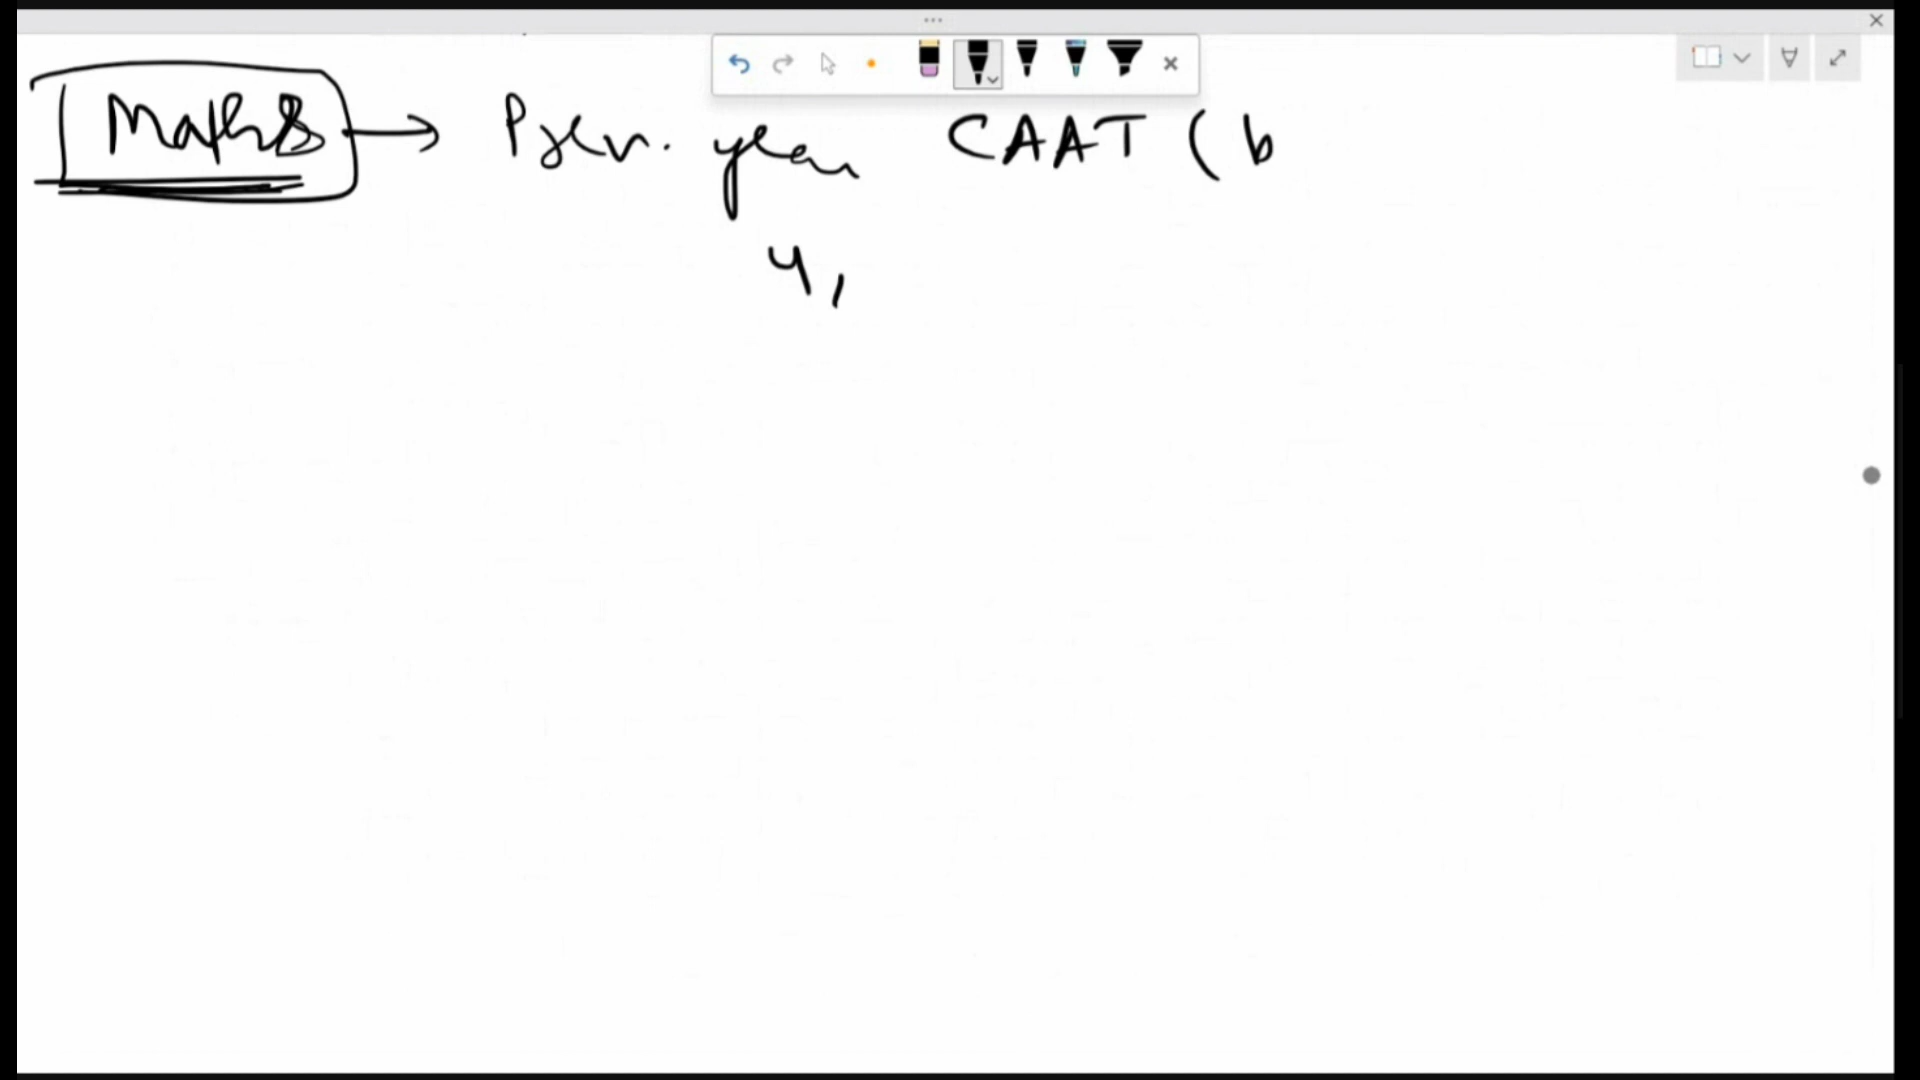 Maths → Prev. year CAAT ( b
4,